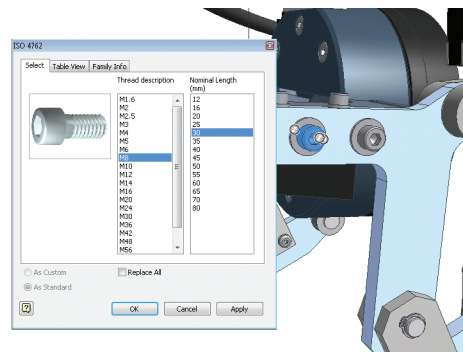 ISO 4762
Select Table View Family Info
Thread description Nominal Length (mm)
M1.6 12
M2 16
M2.5 20
M3 25
M4 30
M5 35
M6 40
M8 45
M10 50
M12 55
M14 60
M16 65
M20 70
M24 80
M30
M36
M42
M48
M56
As Custom Replace All
As Standard
? OK Cancel Apply